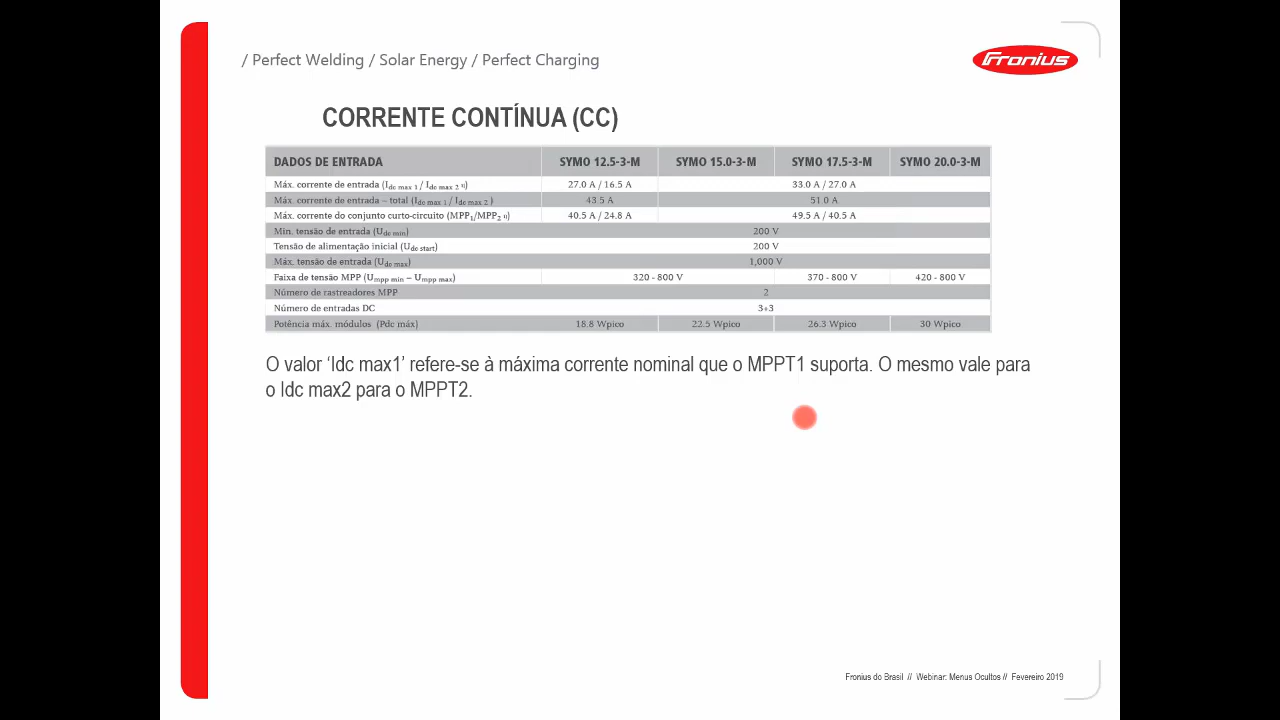 / Perfect Welding / Solar Energy / Perfect Charging
Fronius
CORRENTE CONTÍNUA (CC)
DADOS DE ENTRADA SYMO 12.5-3-M SYMO 15.0-3-M SYMO 17.5-3-M SYMO 20.0-3-M
Máx. corrente de entrada (Idc max 1 / Idc max 2 ¹⁾) 27.0 A / 16.5 A 33.0 A / 27.0 A
Máx. corrente de entrada – total (Idc max 1 / Idc max 2 ) 43.5 A 51.0 A
Máx. corrente do conjunto curto-circuito (MPP1/MPP2 ¹⁾) 40.5 A / 24.8 A 49.5 A / 40.5 A
Min. tensão de entrada (Udc min) 200 V
Tensão de alimentação inicial (Udc start) 200 V
Máx. tensão de entrada (Udc max) 1,000 V
Faixa de tensão MPP (Umpp min – Umpp max) 320 - 800 V 370 - 800 V 420 - 800 V
Número de rastreadores MPP 2
Número de entradas DC 3+3
Potência máx. módulos (Pdc máx) 18.8 Wpico 22.5 Wpico 26.3 Wpico 30 Wpico
O valor ‘Idc max1’ refere-se à máxima corrente nominal que o MPPT1 suporta. O mesmo vale para
o Idc max2 para o MPPT2.
Fronius do Brasil // Webinar: Menus Ocultos // Fevereiro 2019